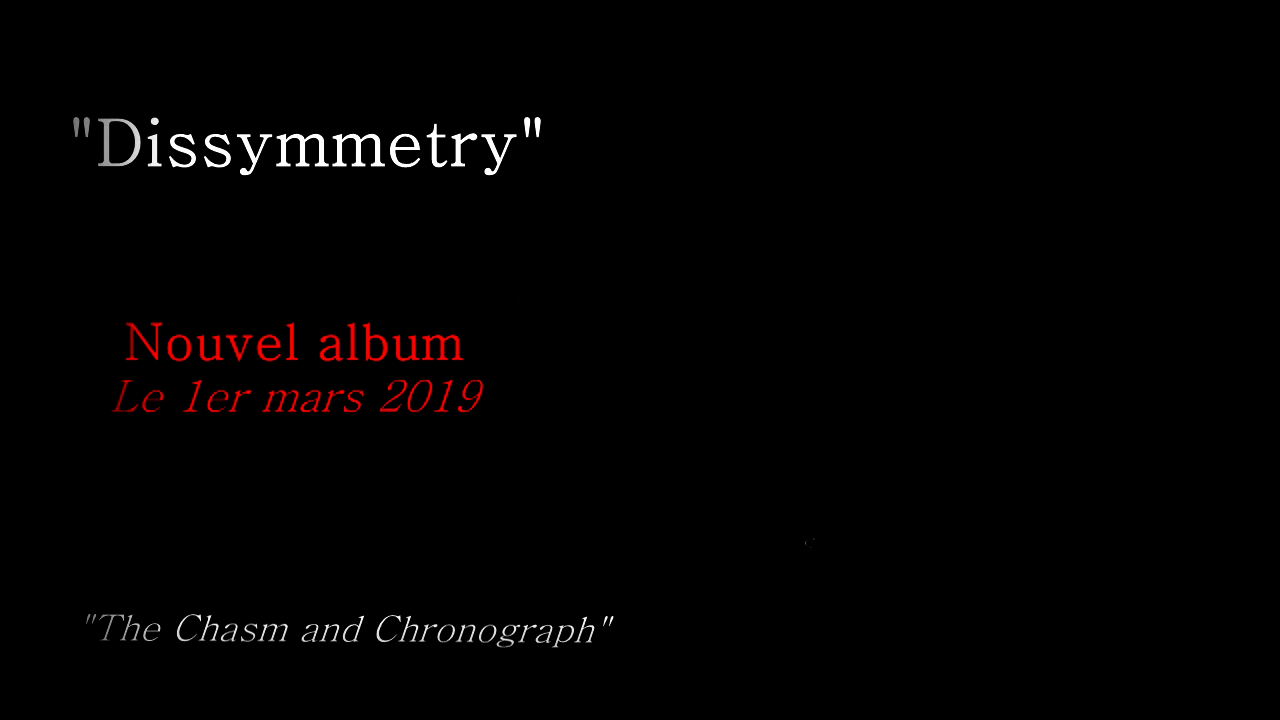 "Dissymmetry"
Nouvel album
Le 1er mars 2019
"The Chasm and Chronograph"